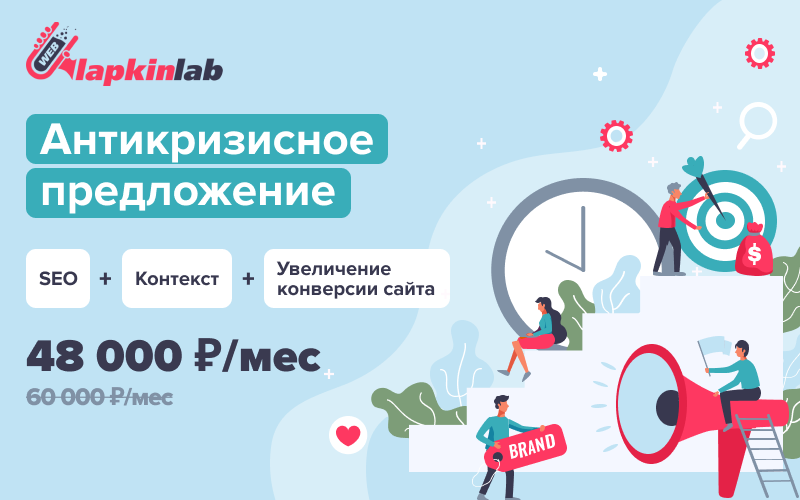 WEB
lapkinlab
Антикризисное
предложение
SEO + Контекст + Увеличение
конверсии сайта
48 000 ₽/мес
60 000 ₽/мес
$
BRAND